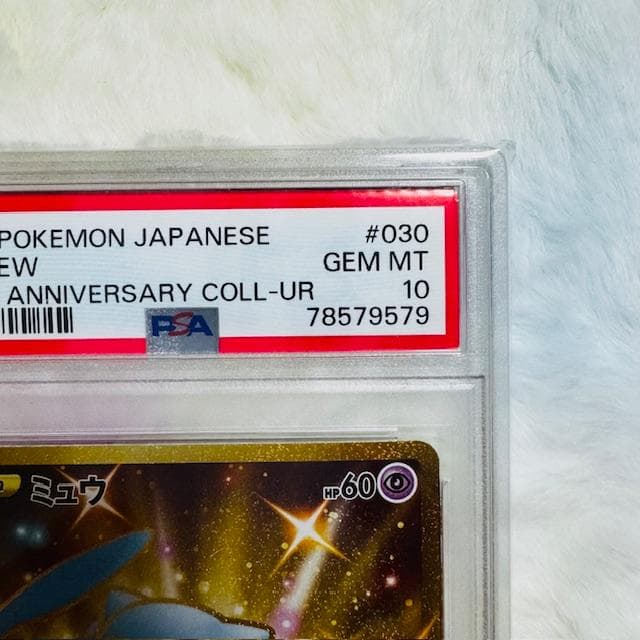 POKEMON JAPANESE #030
EW GEM MT
ANNIVERSARY COLL-UR 10
PSA 78579579
ミュウ HP60